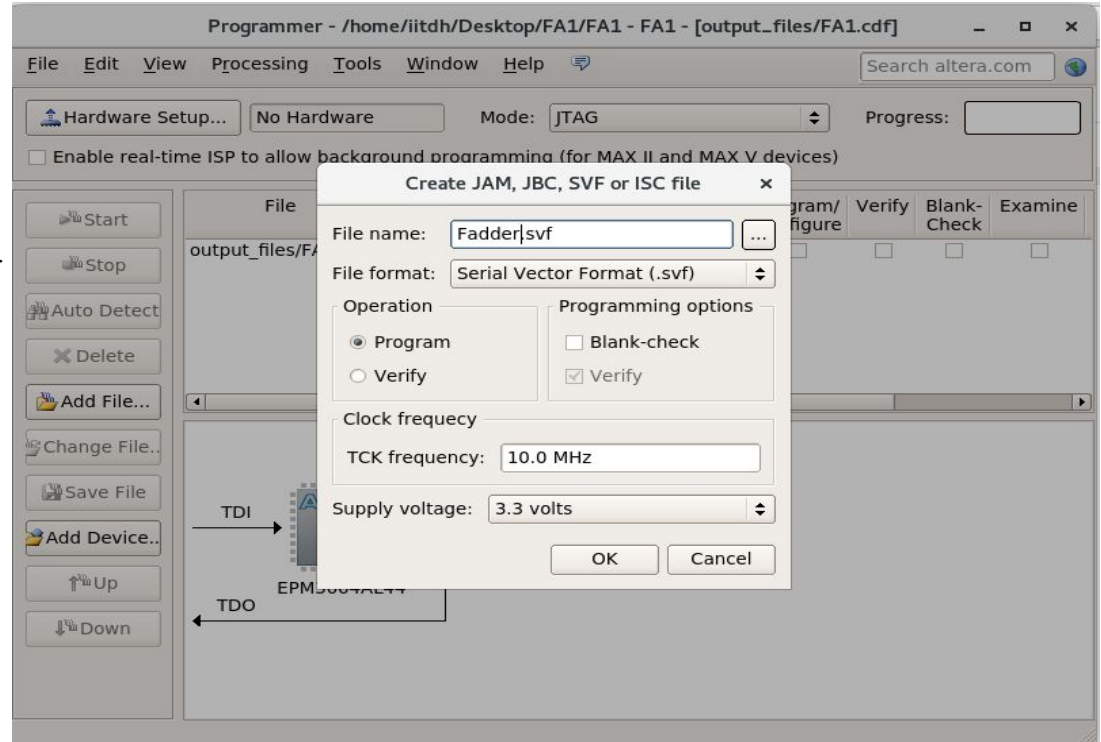 Programmer - /home/iitdh/Desktop/FA1/FA1 - FA1 - [output_files/FA1.cdf]
File Edit View Processing Tools Window Help
Search altera.com
Hardware Setup... No Hardware Mode: JTAG Progress:
Enable real-time ISP to allow background programming (for MAX II and MAX V devices)
Start
Stop
Auto Detect
Delete
Add File...
Change File..
Save File
Add Device..
Up
Down
File Verify Blank-Check Examine
output_files/FA
Create JAM, JBC, SVF or ISC file
File name: Fadder.svf ...
File format: Serial Vector Format (.svf)
Operation
Program
Verify
Programming options
Blank-check
Verify
Clock frequecy
TCK frequency: 10.0 MHz
Supply voltage: 3.3 volts
OK Cancel
TDI
TDO